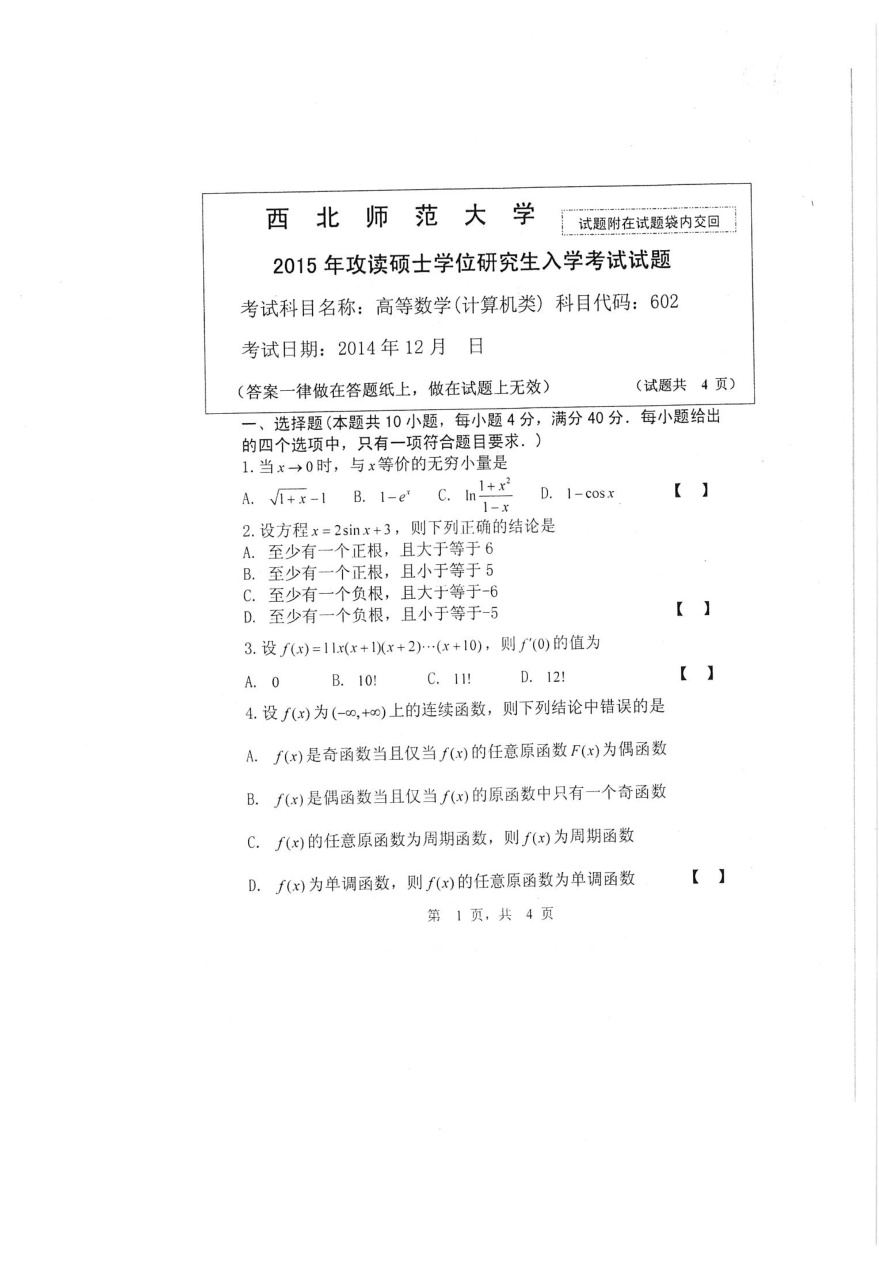 西 北 师 范 大 学 试题附在试题袋内交回
2015 年攻读硕士学位研究生入学考试试题
考试科目名称：高等数学(计算机类) 科目代码：602
考试日期：2014 年 12 月 日
（答案一律做在答题纸上，做在试题上无效） （试题共 4 页）
一、选择题(本题共 10 小题，每小题 4 分，满分 40 分．每小题给出
的四个选项中，只有一项符合题目要求．）
1. 当 x→0 时，与 x 等价的无穷小量是
A. √(1+x) −1 B. 1−eˣ C. ln (1+x²)/(1−x) D. 1−cos x 【 】
2. 设方程 x = 2sin x+3，则下列正确的结论是
A. 至少有一个正根，且大于等于 6
B. 至少有一个正根，且小于等于 5
C. 至少有一个负根，且大于等于-6
D. 至少有一个负根，且小于等于-5 【 】
3. 设 f(x)=11x(x+1)(x+2)⋯(x+10)，则 f′(0) 的值为
A. 0 B. 10! C. 11! D. 12! 【 】
4. 设 f(x) 为 (−∞,+∞) 上的连续函数，则下列结论中错误的是
A. f(x) 是奇函数当且仅当 f(x) 的任意原函数 F(x) 为偶函数
B. f(x) 是偶函数当且仅当 f(x) 的原函数中只有一个奇函数
C. f(x) 的任意原函数为周期函数，则 f(x) 为周期函数
D. f(x) 为单调函数，则 f(x) 的任意原函数为单调函数 【 】
第 1 页，共 4 页